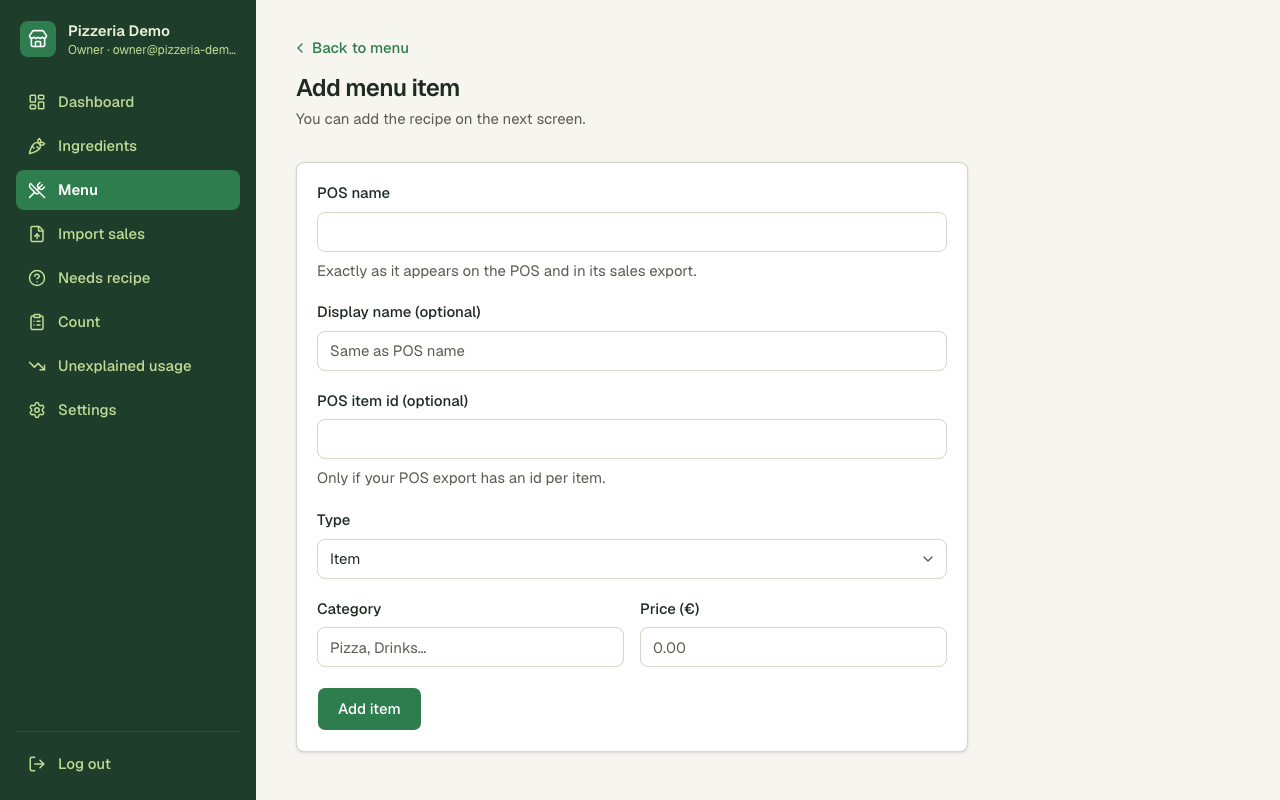 Pizzeria Demo
Owner · owner@pizzeria-dem…
Dashboard
Ingredients
Menu
Import sales
Needs recipe
Count
Unexplained usage
Settings
Log out
Back to menu
Add menu item
You can add the recipe on the next screen.
POS name
Exactly as it appears on the POS and in its sales export.
Display name (optional)
Same as POS name
POS item id (optional)
Only if your POS export has an id per item.
Type
Item
Category
Price (€)
Pizza, Drinks…
0.00
Add item